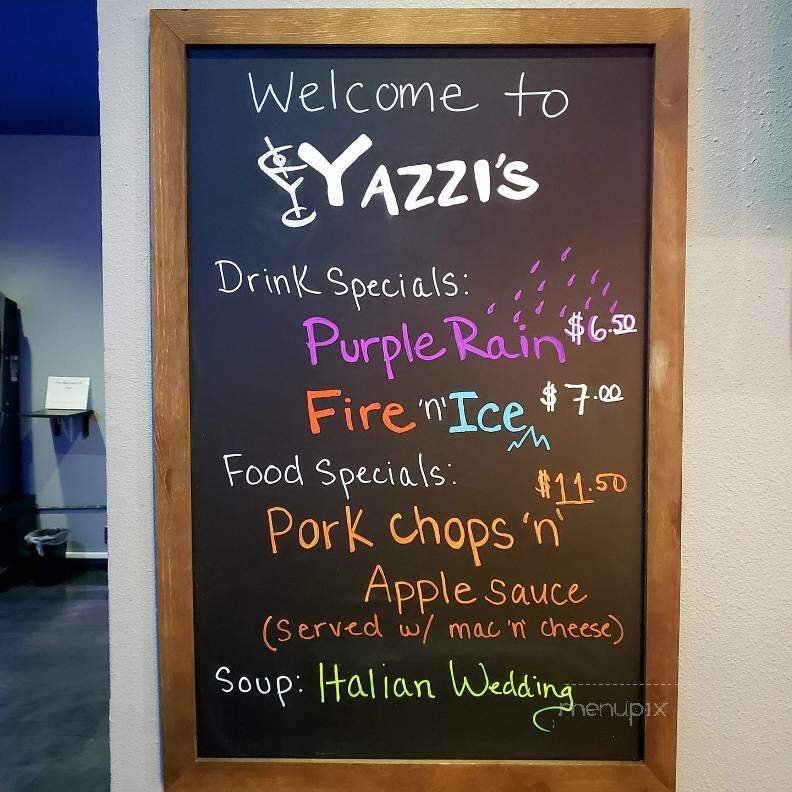 Welcome to
YAZZI'S
Drink Specials:
Purple Rain $6.50
Fire 'n' Ice $7.00
Food Specials:
$11.50
Pork Chops 'n'
Apple Sauce
(Served w/ mac 'n' cheese)
Soup: Italian Wedding
menupix